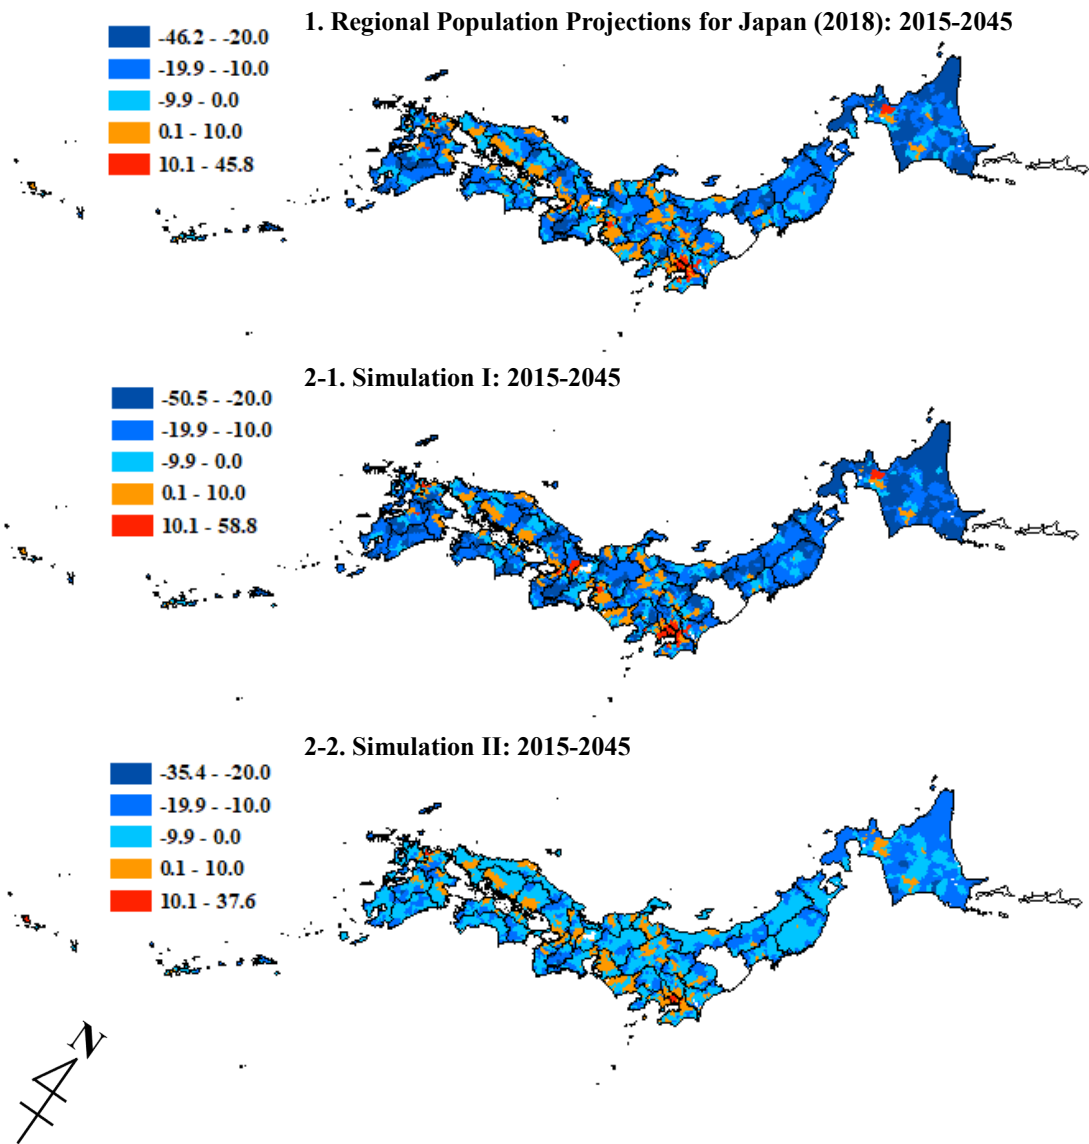 1. Regional Population Projections for Japan (2018): 2015-2045
-46.2 - -20.0
-19.9 - -10.0
-9.9 - 0.0
0.1 - 10.0
10.1 - 45.8
2-1. Simulation I: 2015-2045
-50.5 - -20.0
-19.9 - -10.0
-9.9 - 0.0
0.1 - 10.0
10.1 - 58.8
2-2. Simulation II: 2015-2045
-35.4 - -20.0
-19.9 - -10.0
-9.9 - 0.0
0.1 - 10.0
10.1 - 37.6
N